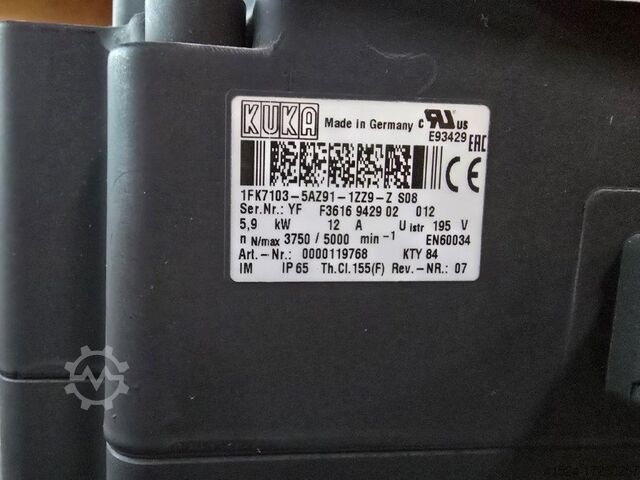 KUKA Made in Germany c RU US
E93429 EAC
CE
1FK7103-5AZ91-1ZZ9-Z S08
Ser.Nr.: YF F3616 9429 02 012
5,9 kW 12 A U istr 195 V
n N/max 3750 / 5000 min-1 EN60034
Art.-Nr.: 0000119768 KTY 84
IM IP65 Th.Cl.155(F) Rev.-NR.: 07